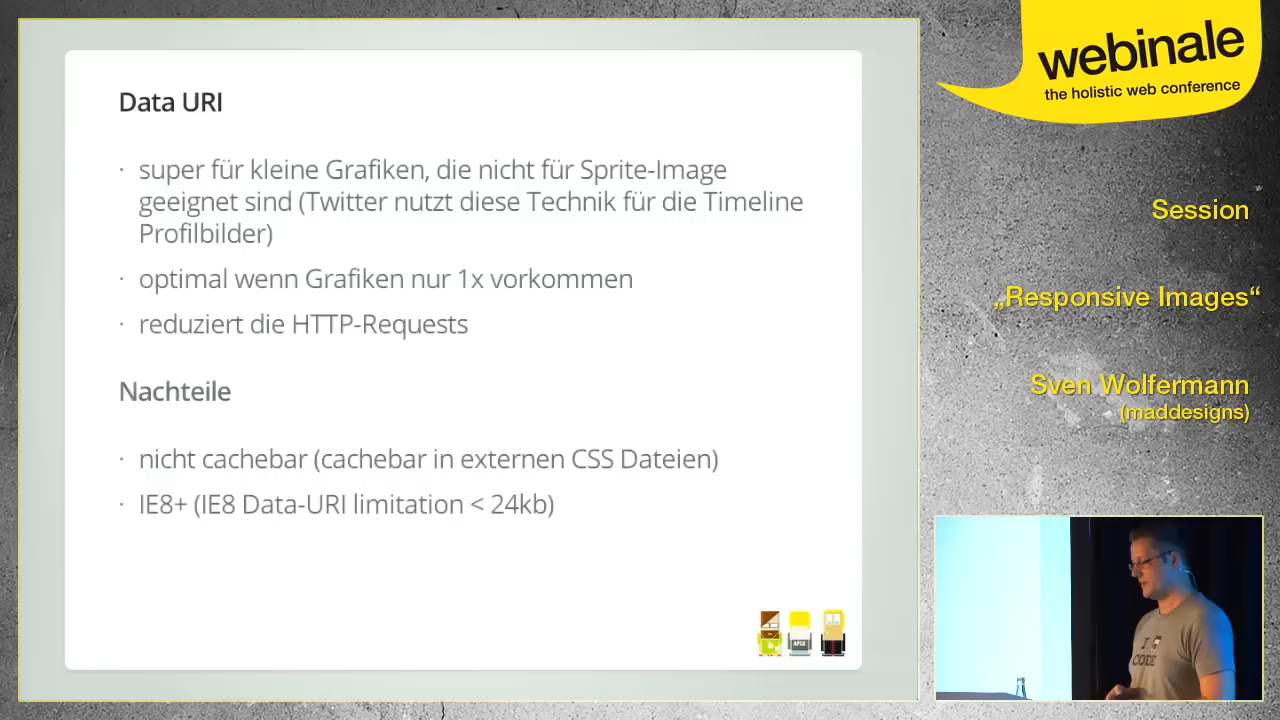 Data URI
· super für kleine Grafiken, die nicht für Sprite-Image
geeignet sind (Twitter nutzt diese Technik für die Timeline
Profilbilder)
· optimal wenn Grafiken nur 1x vorkommen
· reduziert die HTTP-Requests
Nachteile
· nicht cachebar (cachebar in externen CSS Dateien)
· IE8+ (IE8 Data-URI limitation < 24kb)
webinale
the holistic web conference
Session
„Responsive Images“
Sven Wolfermann
(maddesigns)
I
CODE